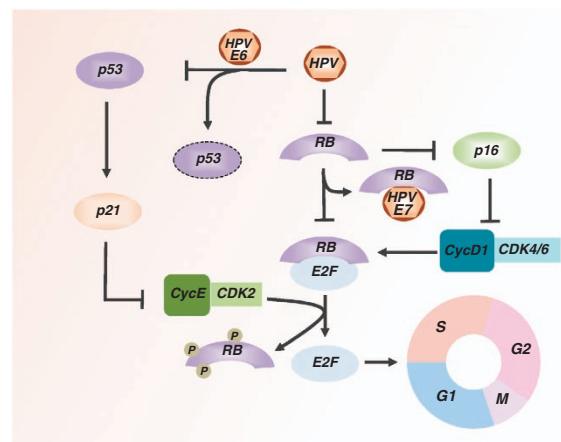 HPV
E6
HPV
p53
p53
RB
p16
RB
HPV
E7
p21
RB
E2F
CycD1
CDK4/6
CycE
CDK2
P
P
P
RB
E2F
S
G2
G1
M